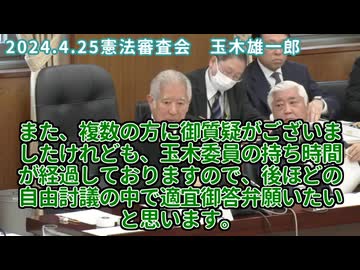 2024.4.25憲法審査会　玉木雄一郎
また、複数の方に御質疑がございま
したけれども、玉木委員の持ち時間
が経過しておりますので、後ほどの
自由討議の中で適宜御答弁願いたい
と思います。